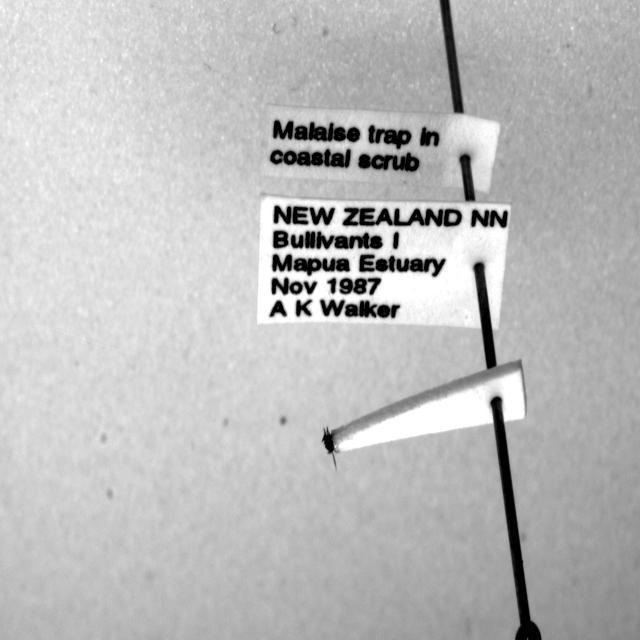 Malaise trap in
coastal scrub
NEW ZEALAND NN
Bullivants I
Mapua Estuary
Nov 1987
A K Walker